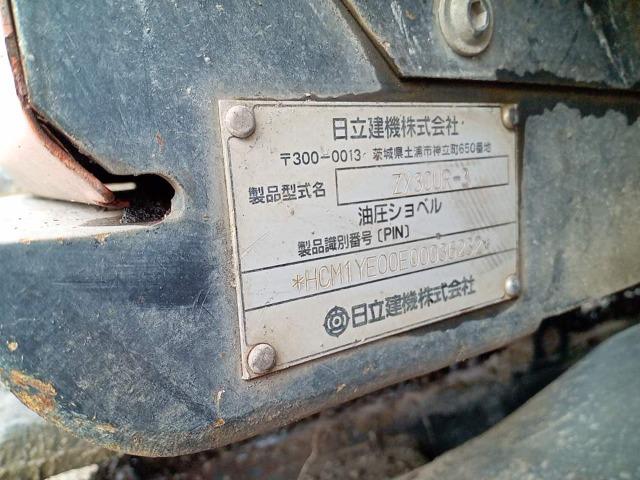 日立建機株式会社
〒300-0013 茨城県土浦市神立町650番地
製品型式名 ZX30UR-3
油圧ショベル
製品識別番号 (PIN)
日立建機株式会社